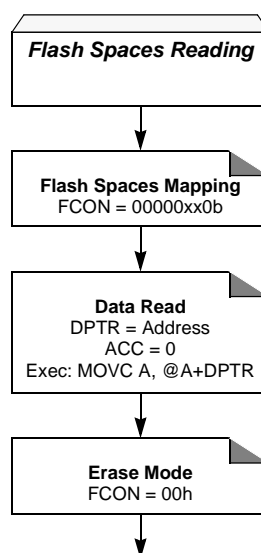 Flash Spaces Reading
Flash Spaces Mapping
FCON = 00000xx0b
Data Read
DPTR = Address
ACC = 0
Exec: MOVC A, @A+DPTR
Erase Mode
FCON = 00h